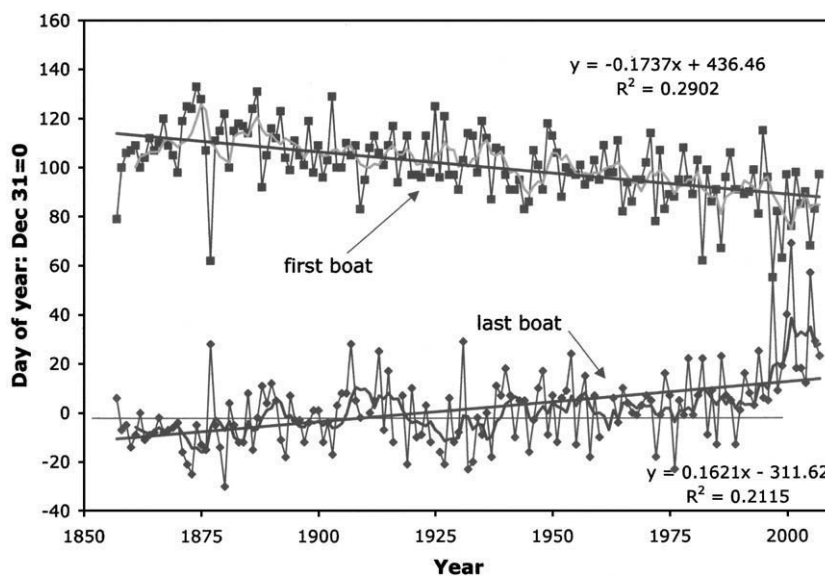 160
140
120
100
80
60
40
20
0
-20
-40
Day of year: Dec 31=0
y = -0.1737x + 436.46
R² = 0.2902
first boat
last boat
y = 0.1621x - 311.62
R² = 0.2115
1850
1875
1900
1925
1950
1975
2000
Year